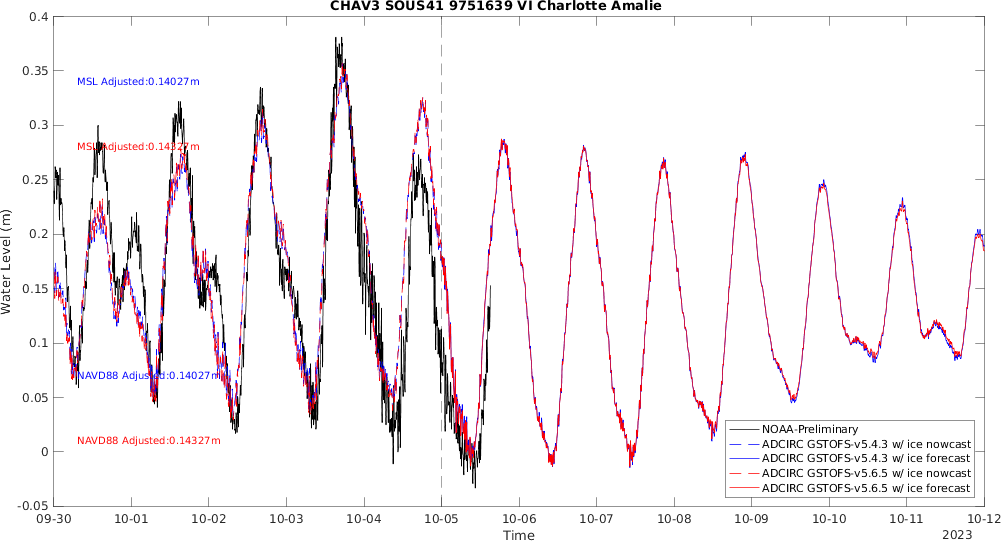 CHAV3 SOUS41 9751639 VI Charlotte Amalie
0.4
0.35
0.3
0.25
0.2
0.15
0.1
0.05
0
-0.05
Water Level (m)
MSL Adjusted:0.14027m
MSL Adjusted:0.14327m
NAVD88 Adjusted:0.14027m
NAVD88 Adjusted:0.14327m
NOAA-Preliminary
ADCIRC GSTOFS-v5.4.3 w/ ice nowcast
ADCIRC GSTOFS-v5.4.3 w/ ice forecast
ADCIRC GSTOFS-v5.6.5 w/ ice nowcast
ADCIRC GSTOFS-v5.6.5 w/ ice forecast
09-30 10-01 10-02 10-03 10-04 10-05 10-06 10-07 10-08 10-09 10-10 10-11 10-12
Time
2023